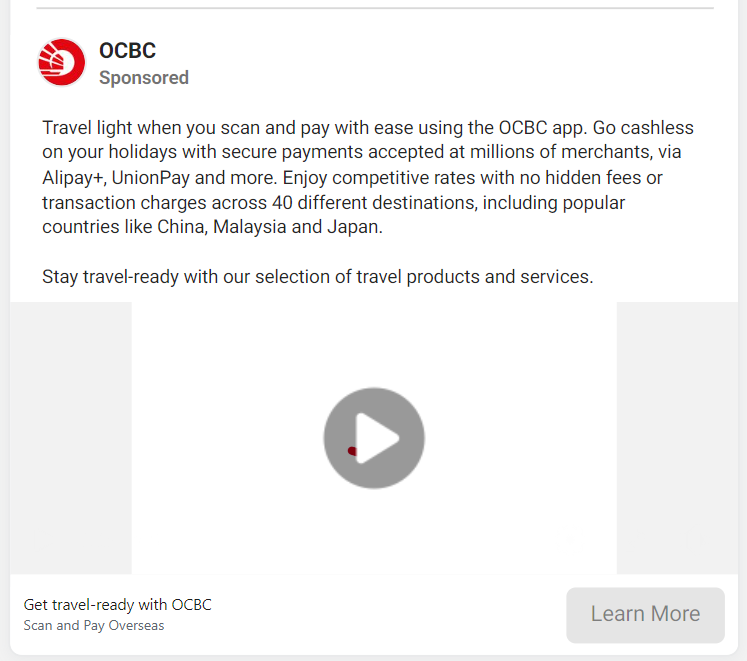 OCBC
Sponsored
Travel light when you scan and pay with ease using the OCBC app. Go cashless
on your holidays with secure payments accepted at millions of merchants, via
Alipay+, UnionPay and more. Enjoy competitive rates with no hidden fees or
transaction charges across 40 different destinations, including popular
countries like China, Malaysia and Japan.
Stay travel-ready with our selection of travel products and services.
Get travel-ready with OCBC
Scan and Pay Overseas
Learn More